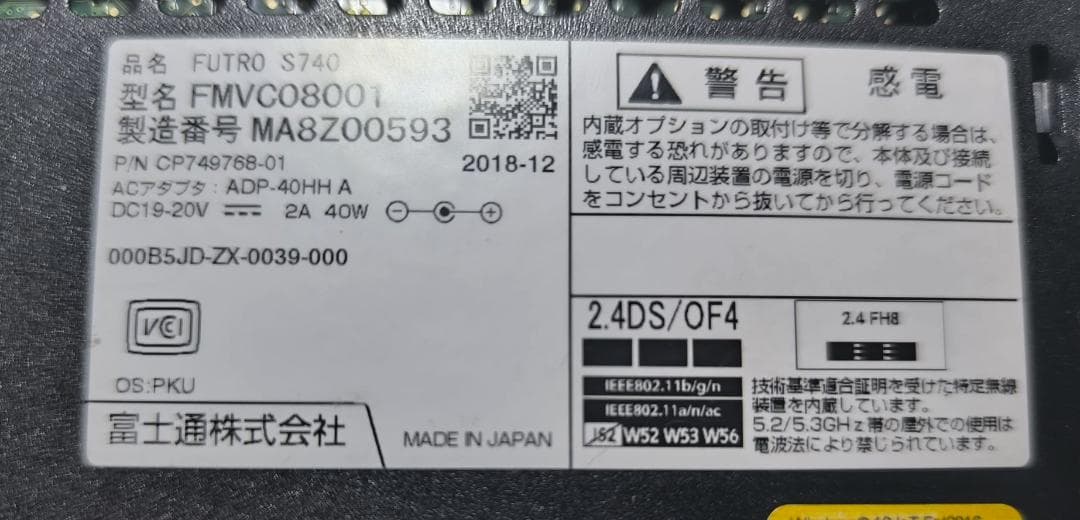 品名 FUTRO S740
型名 FMVC08001
製造番号 MA8Z00593
P/N CP749768-01 2018-12
ACアダプタ : ADP-40HH A
DC19-20V 2A 40W
000B5JD-ZX-0039-000
VCCI
OS:PKU
富士通株式会社
MADE IN JAPAN
警告 感電
内蔵オプションの取付け等で分解する場合は、
感電する恐れがありますので、本体及び接続
している周辺装置の電源を切り、電源コード
をコンセントから抜いてから行ってください。
2.4DS/OF4
2.4 FH8
IEEE802.11b/g/n
IEEE802.11a/n/ac
J52 W52 W53 W56
技術基準適合証明を受けた特定無線
装置を内蔵しています。
5.2/5.3GHz帯の屋外での使用は
電波法により禁じられています。